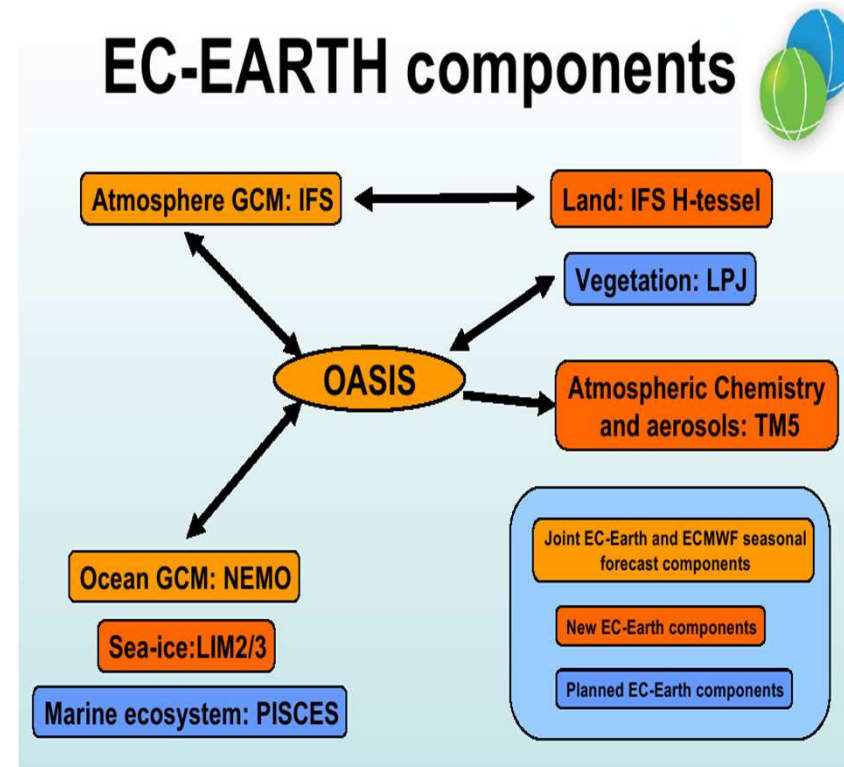 EC-EARTH components
Atmosphere GCM: IFS
Land: IFS H-tessel
Vegetation: LPJ
OASIS
Atmospheric Chemistry
and aerosols: TM5
Ocean GCM: NEMO
Sea-ice:LIM2/3
Marine ecosystem: PISCES
Joint EC-Earth and ECMWF seasonal
forecast components
New EC-Earth components
Planned EC-Earth components